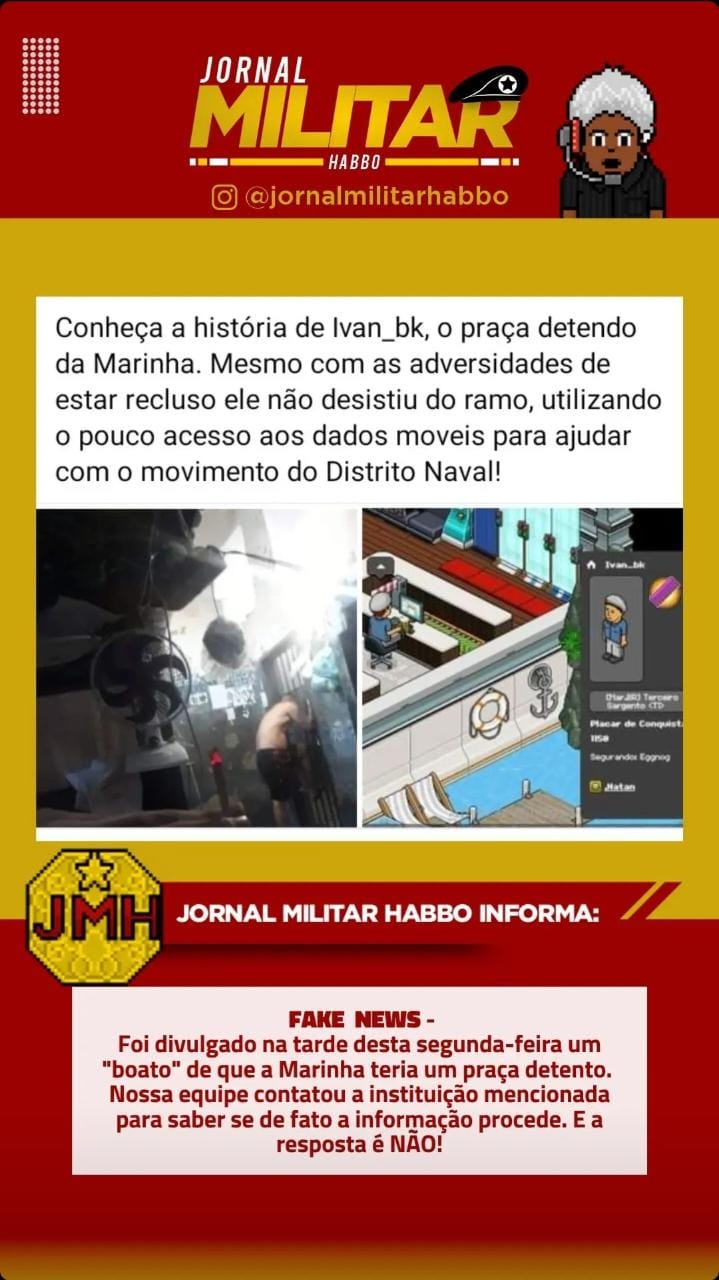 JORNAL
MILITAR
HABBO
@jornalmilitarhabbo
Conheça a história de Ivan_bk, o praça detendo
da Marinha. Mesmo com as adversidades de
estar recluso ele não desistiu do ramo, utilizando
o pouco acesso aos dados moveis para ajudar
com o movimento do Distrito Naval!
Ivan_bk
[Mar.BR] Terceiro
Sargento <TD
Placar de Conquist
1150
Segurando: Eggnog
JMH
JORNAL MILITAR HABBO INFORMA:
FAKE NEWS -
Foi divulgado na tarde desta segunda-feira um
"boato" de que a Marinha teria um praça detento.
Nossa equipe contatou a instituição mencionada
para saber se de fato a informação procede. E a
resposta é NÃO!